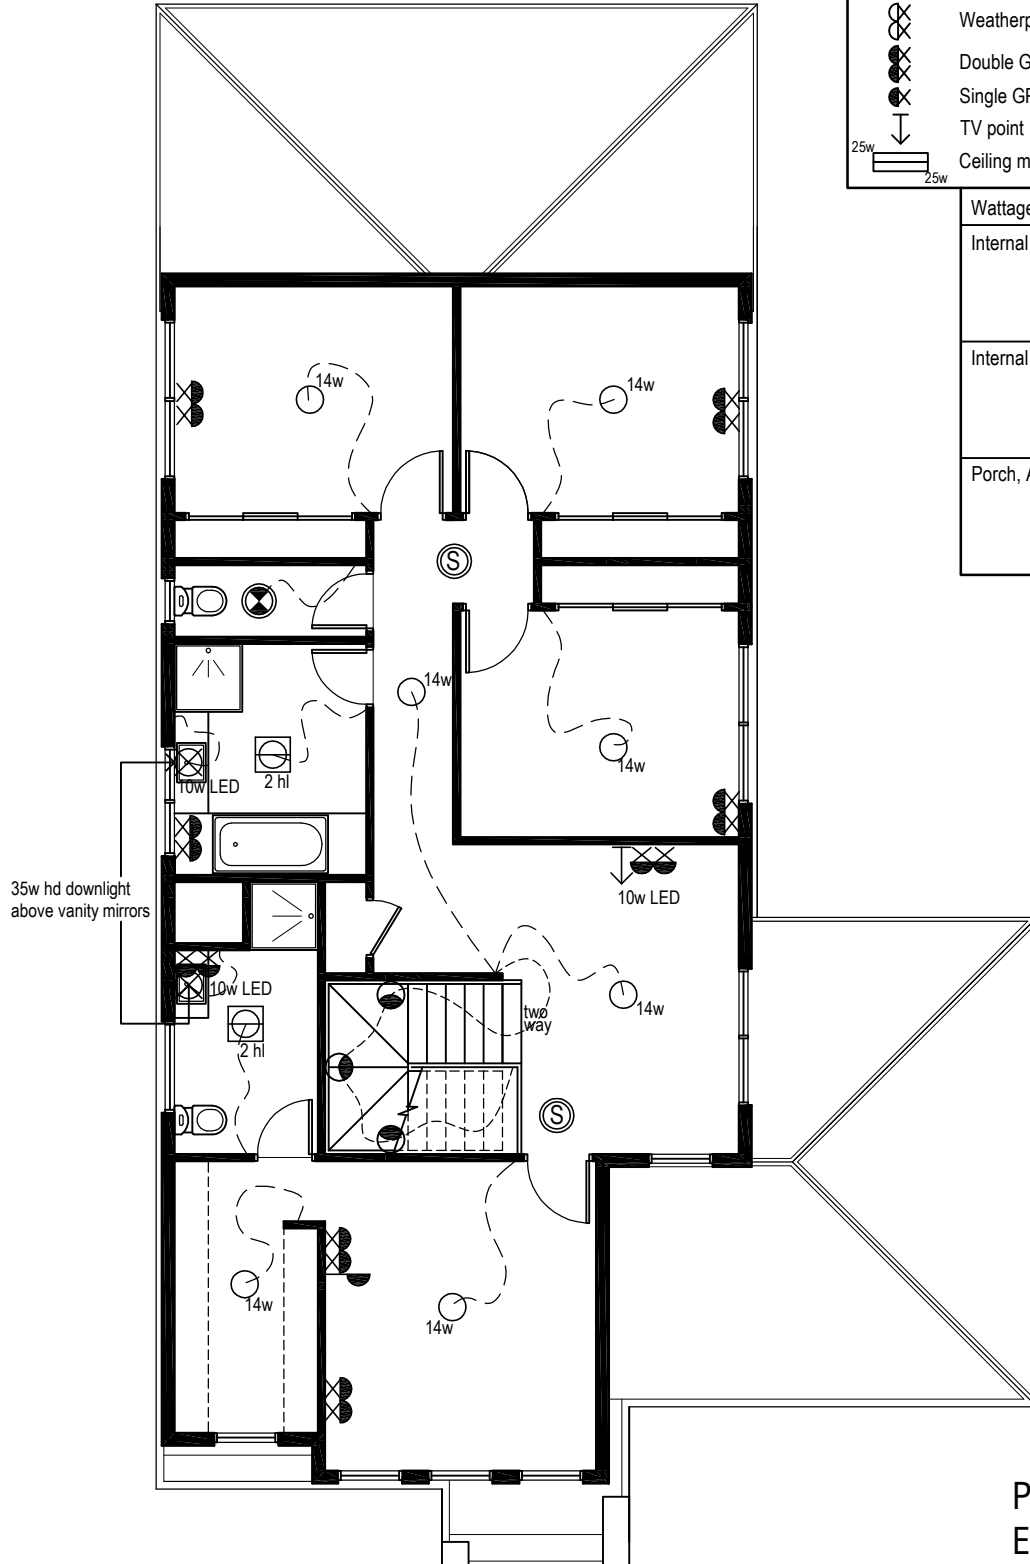 Weatherp
Double G
Single GP
TV point
25w
Ceiling m
25w
Wattage
Internal
Internal
Porch, A
14w
14w
S
14w
14w
10w LED
2 hl
35w hd downlight
above vanity mirrors
10w LED
10w LED
2 hl
two
way
14w
S
14w
14w
P
E